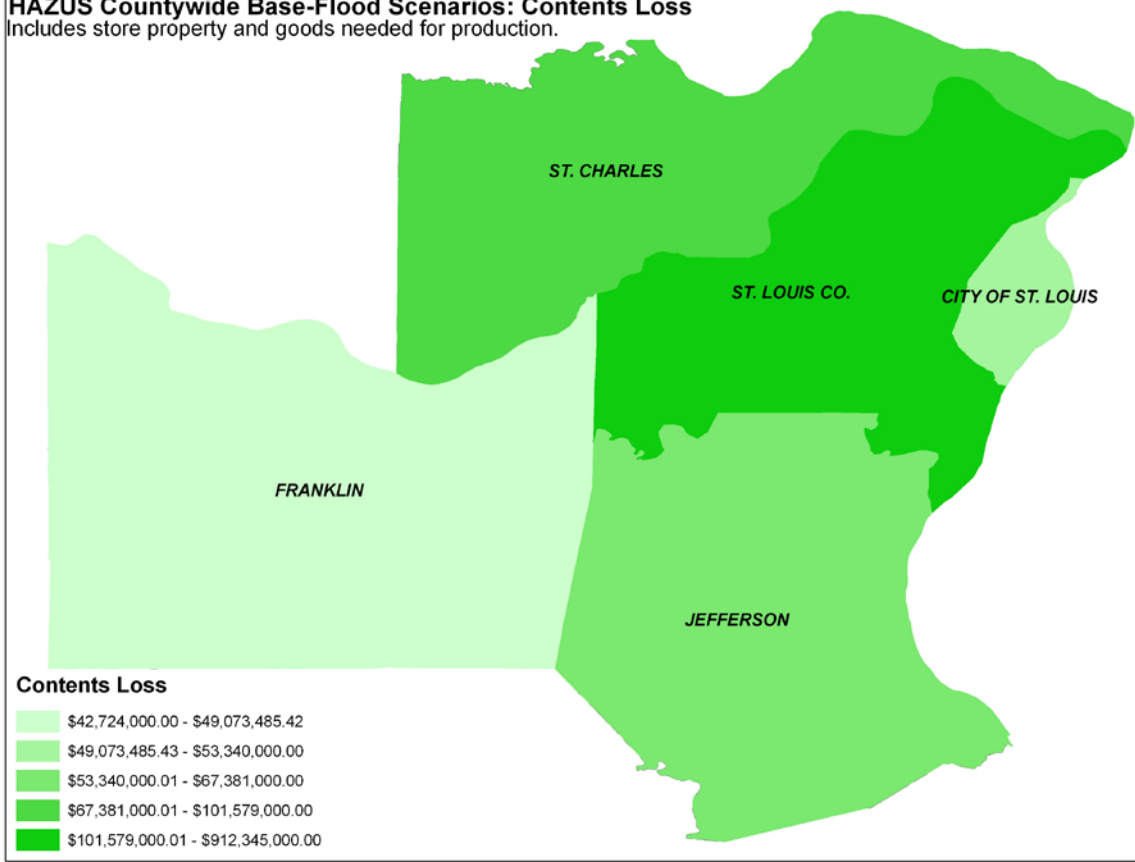 HAZUS Countywide Base-Flood Scenarios: Contents Loss
Includes store property and goods needed for production.
ST. CHARLES
ST. LOUIS CO.
CITY OF ST. LOUIS
FRANKLIN
JEFFERSON
Contents Loss
$42,724,000.00 - $49,073,485.42
$49,073,485.43 - $53,340,000.00
$53,340,000.01 - $67,381,000.00
$67,381,000.01 - $101,579,000.00
$101,579,000.01 - $912,345,000.00